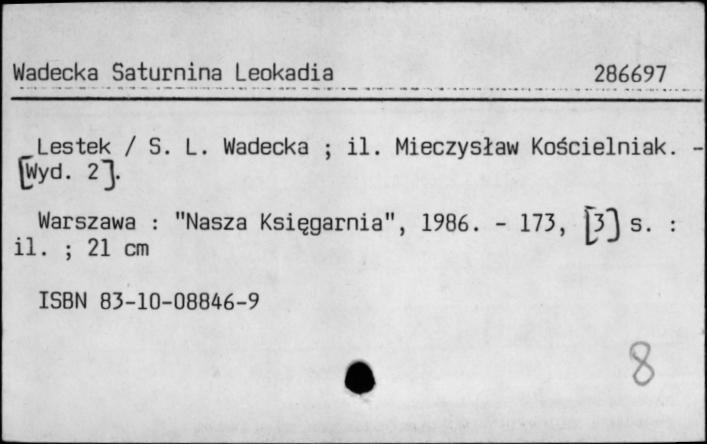 Wadecka Saturnina Leokadia 286697
Lestek / S. L. Wadecka ; il. Mieczysław Kościelniak. -
[Wyd. 2].
Warszawa : "Nasza Księgarnia", 1986. - 173, [3] s. :
il. ; 21 cm
ISBN 83-10-08846-9
8